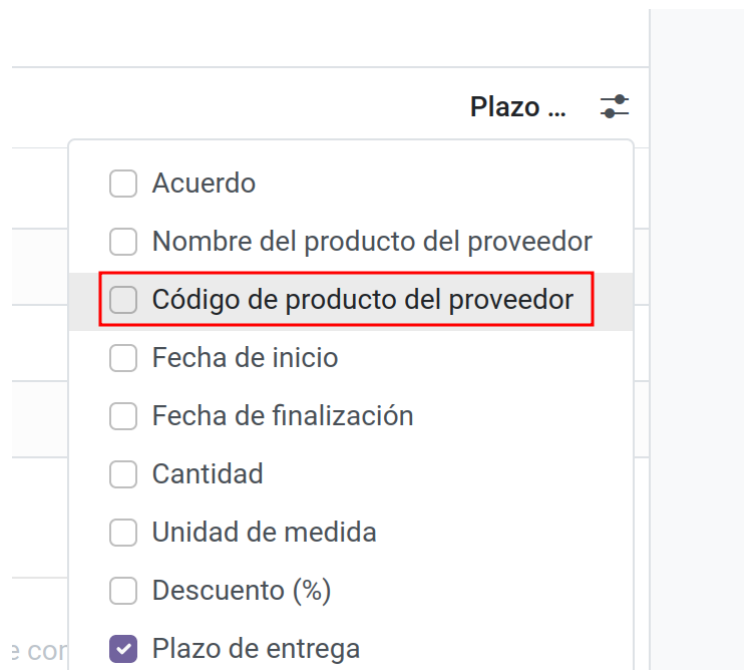 Plazo ...
Acuerdo
Nombre del producto del proveedor
Código de producto del proveedor
Fecha de inicio
Fecha de finalización
Cantidad
Unidad de medida
Descuento (%)
Plazo de entrega